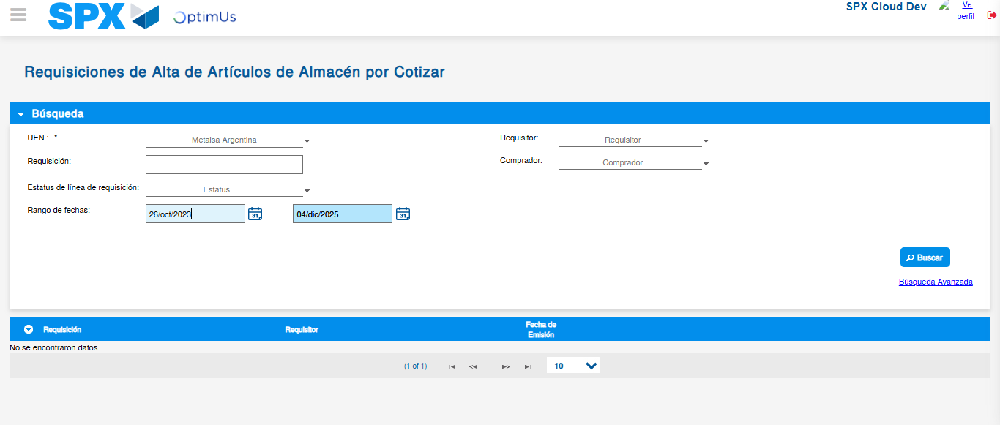 SPX OptimUs
SPX Cloud Dev
Ve
perfil
Requisiciones de Alta de Artículos de Almacén por Cotizar
Búsqueda
UEN : * Metalsa Argentina
Requisitor: Requisitor
Requisición:
Comprador: Comprador
Estatus de línea de requisición: Estatus
Rango de fechas: 26/oct/2023 31 04/dic/2025 31
Buscar
Búsqueda Avanzada
Requisición Requisitor Fecha de
Emisión
No se encontraron datos
(1 of 1) 10